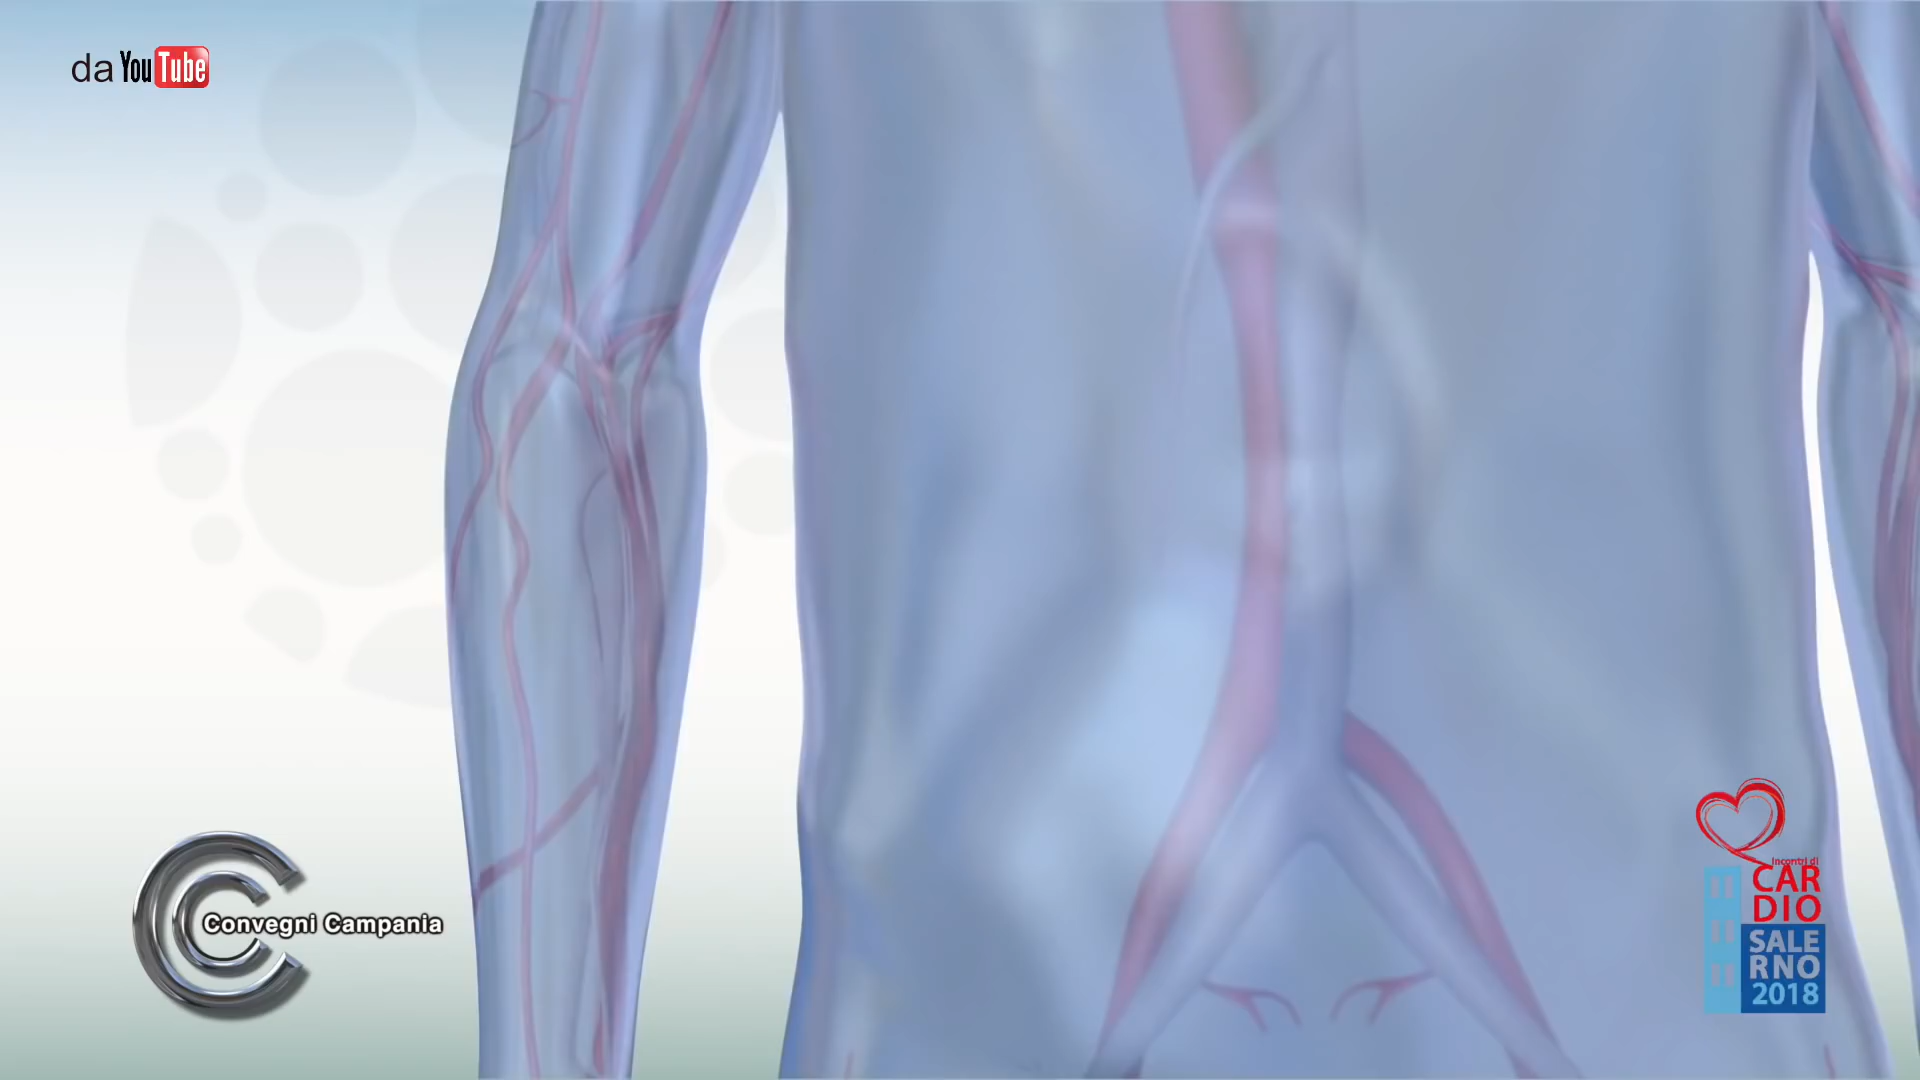 da YouTube
Convegni Campania
Incontri di
CAR
DIO
SALE
RNO
2018